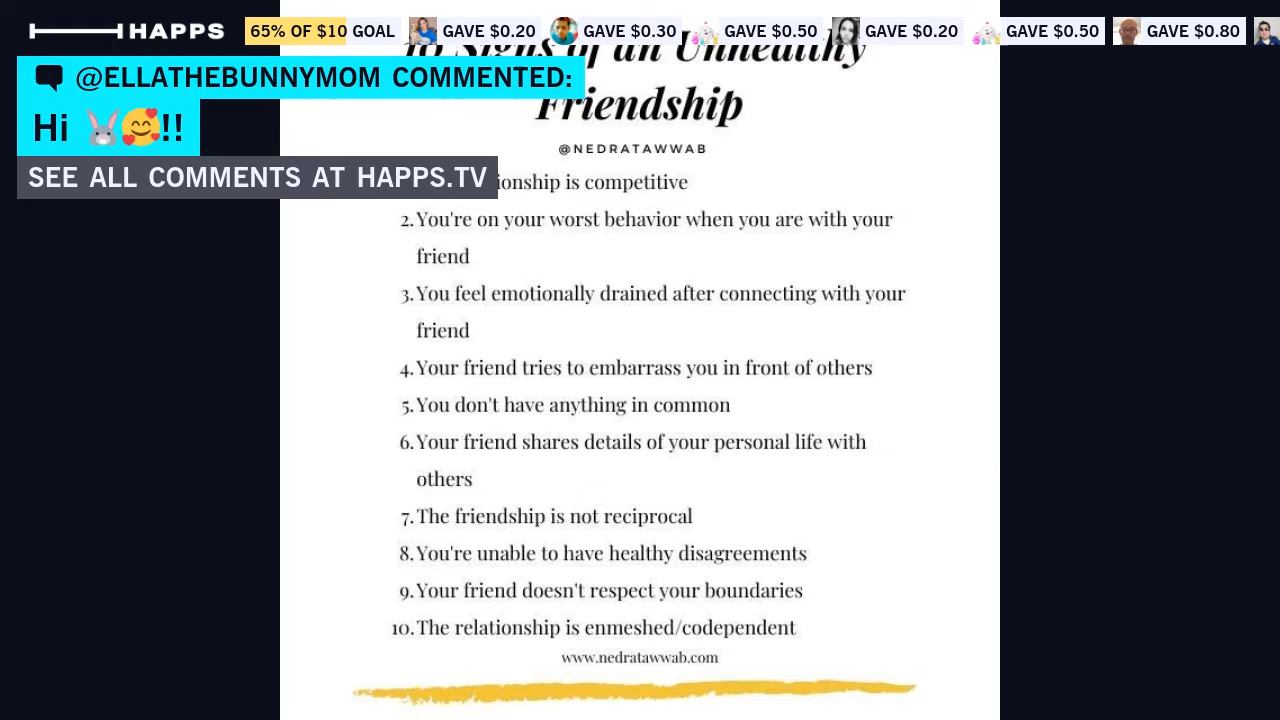 HAPPS
65% OF $10 GOAL
GAVE $0.20
GAVE $0.30
GAVE $0.50
GAVE $0.20
GAVE $0.50
GAVE $0.80
@ELLATHEBUNNYMOM COMMENTED:
Hi 🐰🥰!!
SEE ALL COMMENTS AT HAPPS.TV
10 Signs of an Unhealthy
Friendship
@NEDRATAWWAB
ionship is competitive
2. You're on your worst behavior when you are with your
friend
3. You feel emotionally drained after connecting with your
friend
4. Your friend tries to embarrass you in front of others
5. You don't have anything in common
6. Your friend shares details of your personal life with
others
7. The friendship is not reciprocal
8. You're unable to have healthy disagreements
9. Your friend doesn't respect your boundaries
10. The relationship is enmeshed/codependent
www.nedratawwab.com